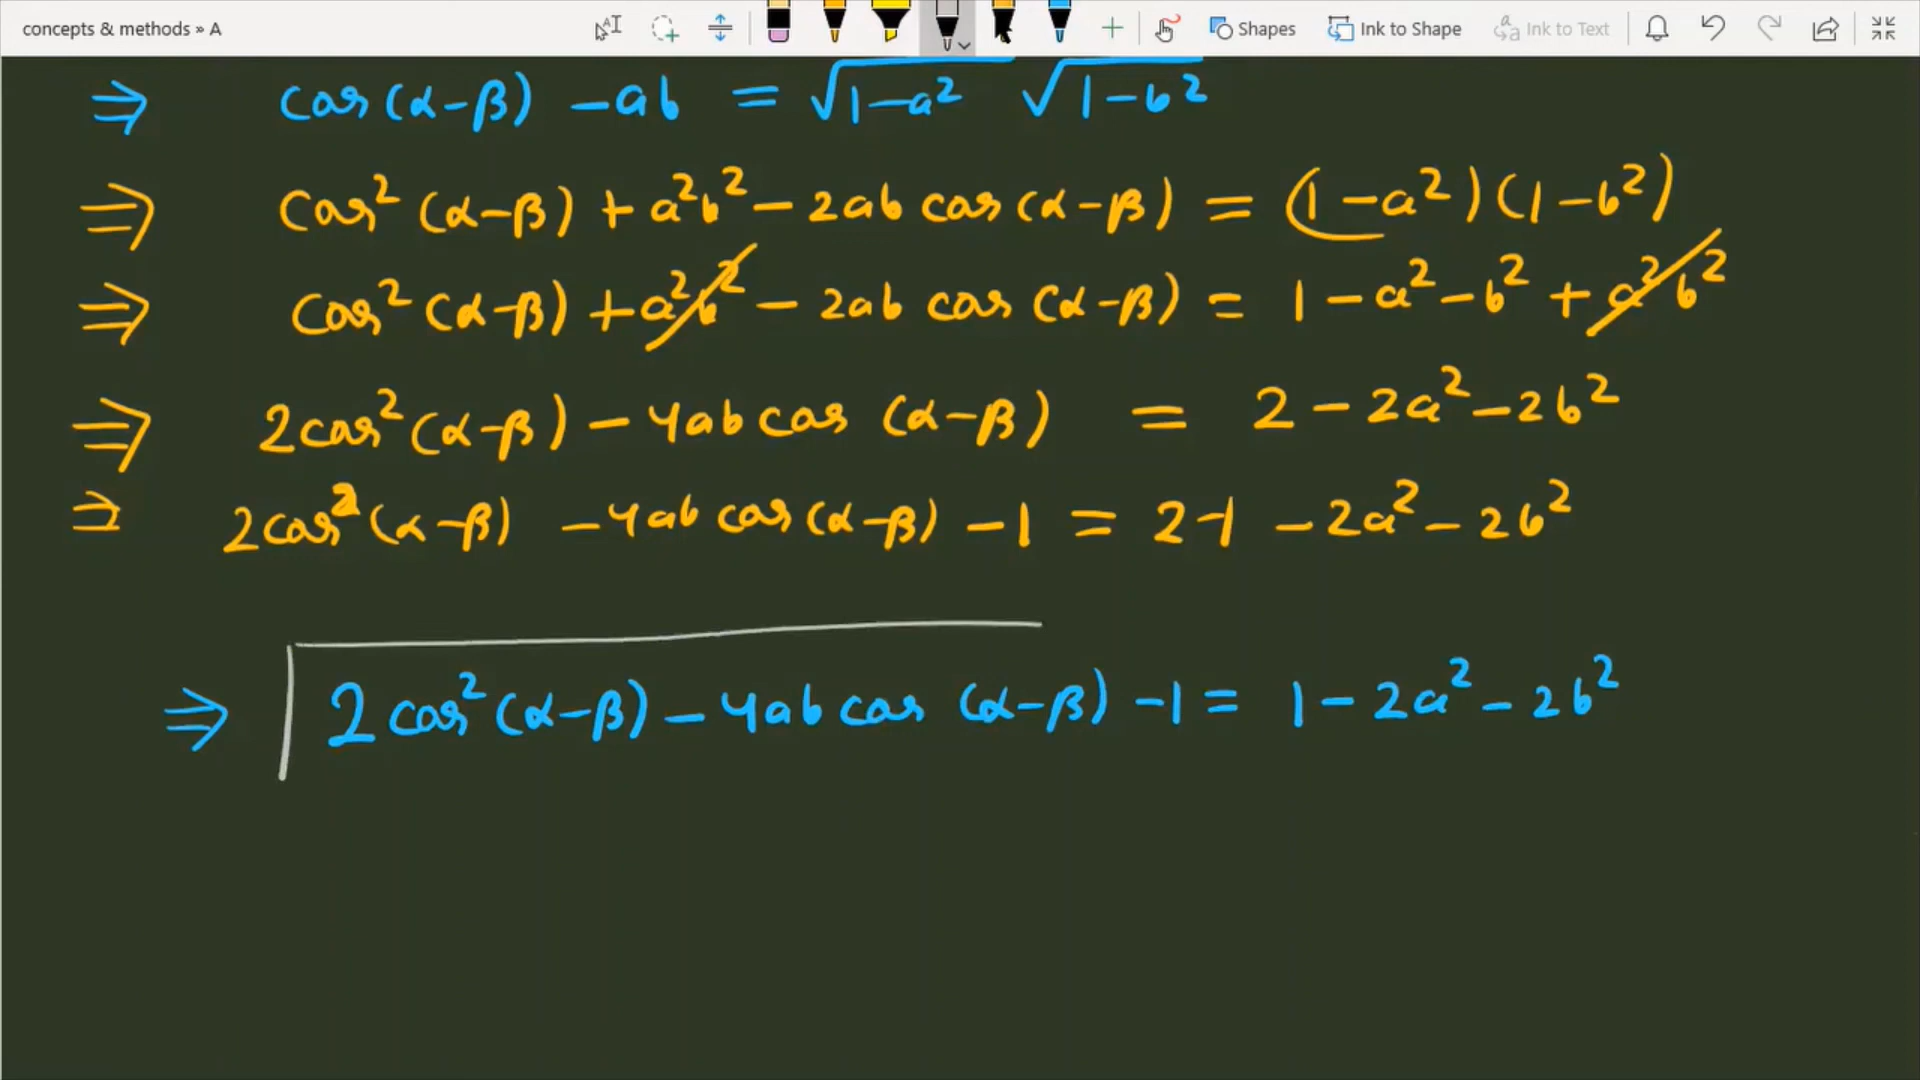 concepts & methods » A
Shapes Ink to Shape Ink to Text
⇒ cos(α-β) -ab = √1-a² √1-b²
⇒ cos²(α-β) + a²b² - 2ab cos(α-β) = (1-a²)(1-b²)
⇒ cos²(α-β) + a²b² - 2ab cos(α-β) = 1-a²-b² + a²b²
⇒ 2cos²(α-β) - 4ab cos(α-β) = 2-2a²-2b²
⇒ 2cos²(α-β) - 4ab cos(α-β) - 1 = 2-1 - 2a² - 2b²
⇒ 2cos²(α-β) - 4ab cos(α-β) - 1 = 1 - 2a² - 2b²